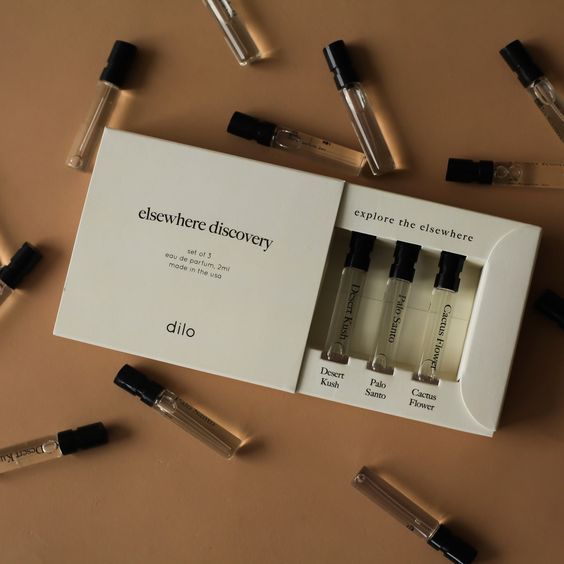 elsewhere discovery
set of 3
eau de parfum, 2ml
made in the usa
dilo
explore the elsewhere
Desert Kush
Palo Santo
Cactus Flower
Desert
Kush
Palo
Santo
Cactus
Flower